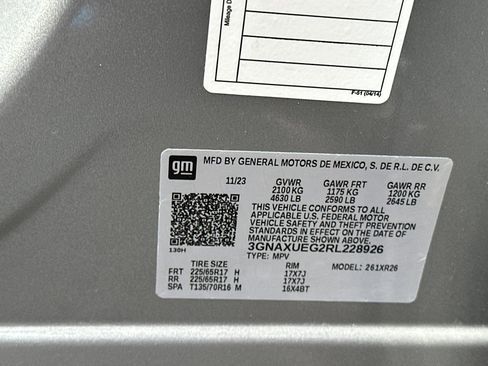 Mileage D
F-51 (04/14)
gm MFD BY GENERAL MOTORS DE MEXICO, S. DE R.L. DE C.V.
11/23 GVWR GAWR FRT GAWR RR
2100 KG 1175 KG 1200 KG
4630 LB 2590 LB 2645 LB
THIS VEHICLE CONFORMS TO ALL
APPLICABLE U.S. FEDERAL MOTOR
VEHICLE SAFETY AND THEFT PREVENTION
STANDARDS IN EFFECT ON THE DATE OF
MANUFACTURE SHOWN ABOVE.
130H 3GNAXUEG2RL228926
TYPE: MPV MODEL: 261XR26
TIRE SIZE RIM
FRT 225/65R17 H 17X7J
RR 225/65R17 H 17X7J
SPA T135/70R16 M 16X4BT